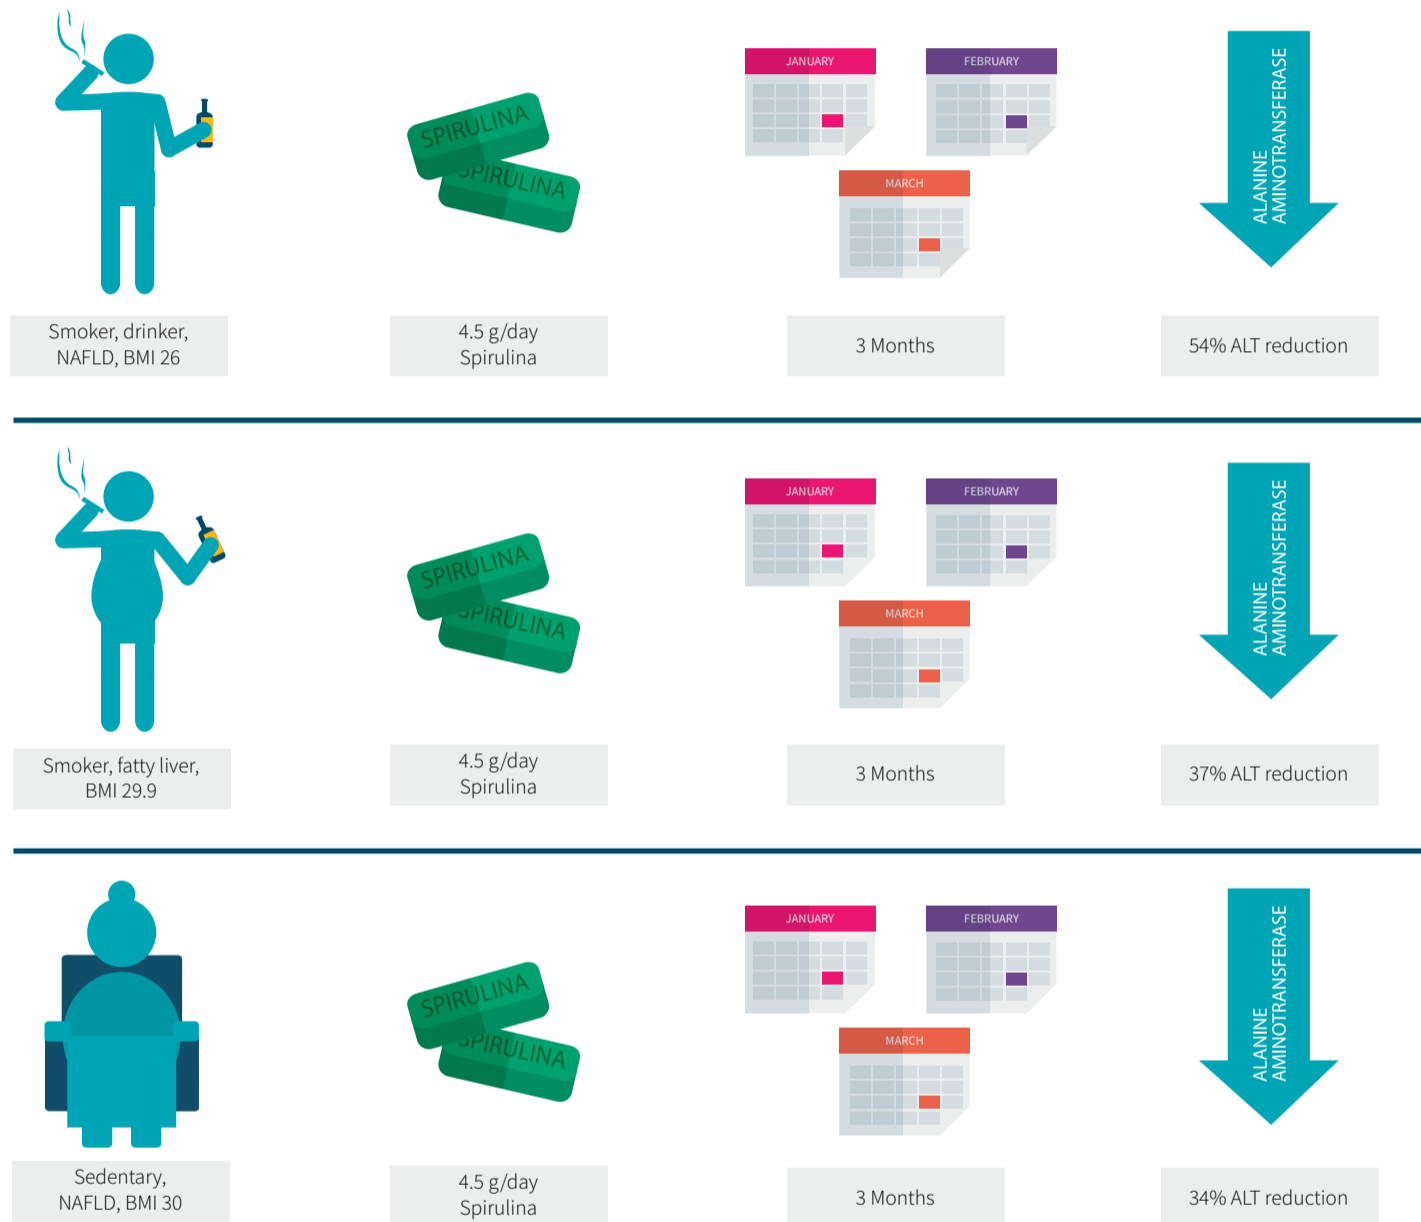 SPIRULINA
SPIRULINA
JANUARY
FEBRUARY
MARCH
ALANINE
AMINOTRANSFERASE
Smoker, drinker,
NAFLD, BMI 26
4.5 g/day
Spirulina
3 Months
54% ALT reduction
SPIRULINA
SPIRULINA
JANUARY
FEBRUARY
MARCH
ALANINE
AMINOTRANSFERASE
Smoker, fatty liver,
BMI 29.9
4.5 g/day
Spirulina
3 Months
37% ALT reduction
SPIRULINA
SPIRULINA
JANUARY
FEBRUARY
MARCH
ALANINE
AMINOTRANSFERASE
Sedentary,
NAFLD, BMI 30
4.5 g/day
Spirulina
3 Months
34% ALT reduction